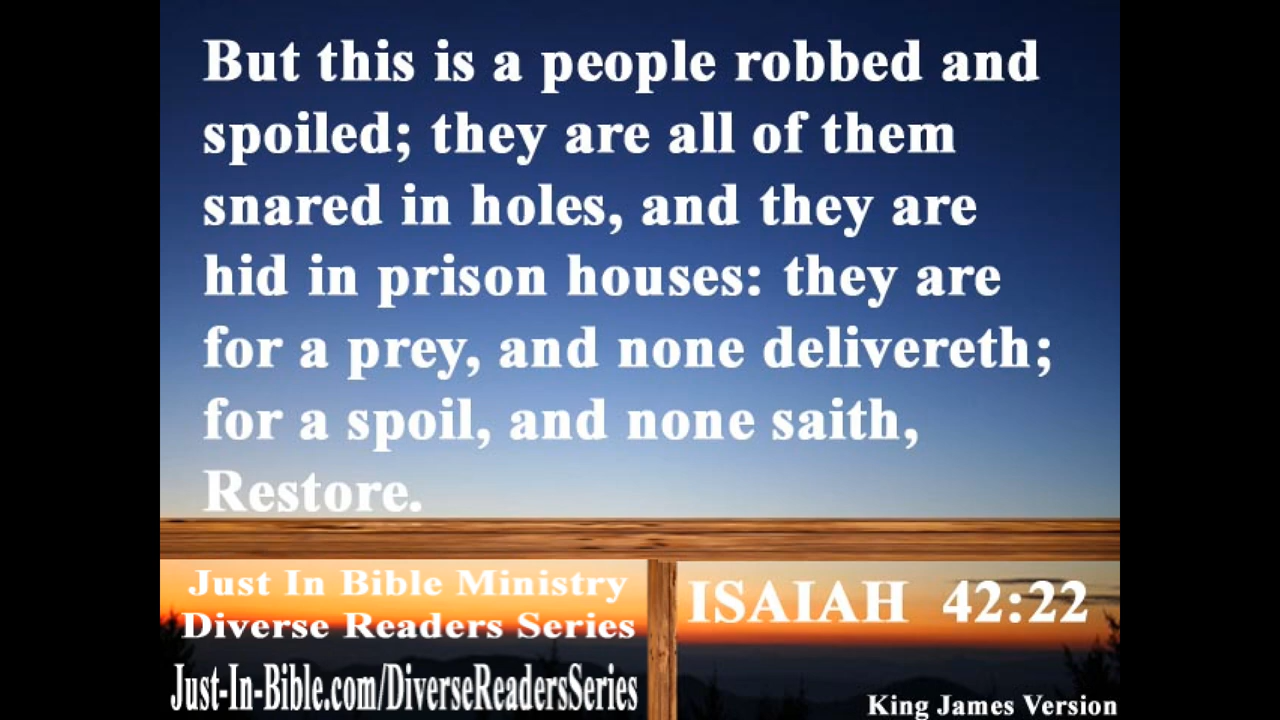 But this is a people robbed and
spoiled; they are all of them
snared in holes, and they are
hid in prison houses: they are
for a prey, and none delivereth;
for a spoil, and none saith,
Restore.
Just In Bible Ministry
Diverse Readers Series
Just-In-Bible.com/DiverseReadersSeries
ISAIAH 42:22
King James Version